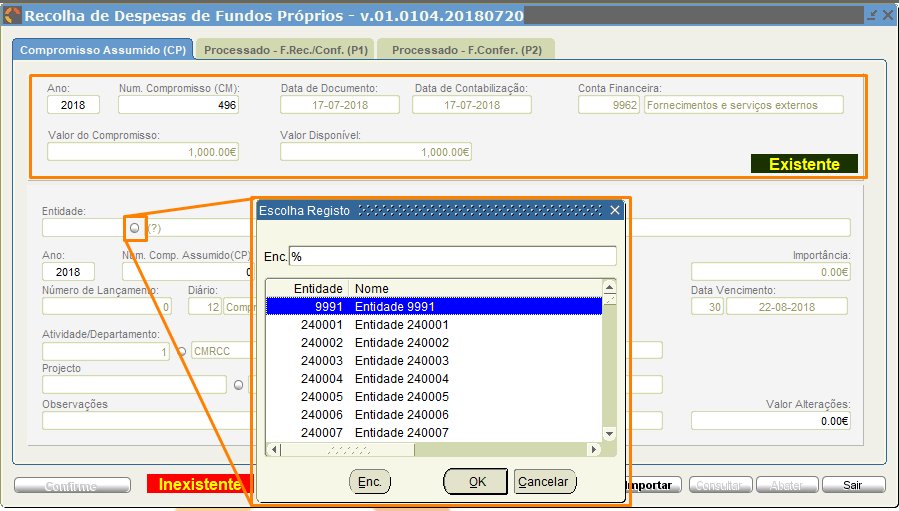 Recolha de Despesas de Fundos Próprios - v.01.0104.20180720
Compromisso Assumido (CP) Processado - F.Rec./Conf. (P1) Processado - F.Confer. (P2)
Ano: Num. Compromisso (CM): Data de Documento: Data de Contabilização: Conta Financeira:
2018 496 17-07-2018 17-07-2018 9962 Fornecimentos e serviços externos
Valor do Compromisso: Valor Disponível:
1,000.00€ 1,000.00€
Existente
Entidade:
(?)
Ano: Num. Comp. Assumido(CP) Importância:
2018 0 0.00€
Número de Lançamento: Diário: Data Vencimento:
0 12 Comp 30 22-08-2018
Atividade/Departamento:
1 CMRCC
Projecto
Observações Valor Alterações:
0.00€
Escolha Registo
Enc. %
Entidade Nome
9991 Entidade 9991
240001 Entidade 240001
240002 Entidade 240002
240003 Entidade 240003
240004 Entidade 240004
240005 Entidade 240005
240006 Entidade 240006
240007 Entidade 240007
Enc. OK Cancelar
Confirme Inexistente Importar Consultar Abater Sair